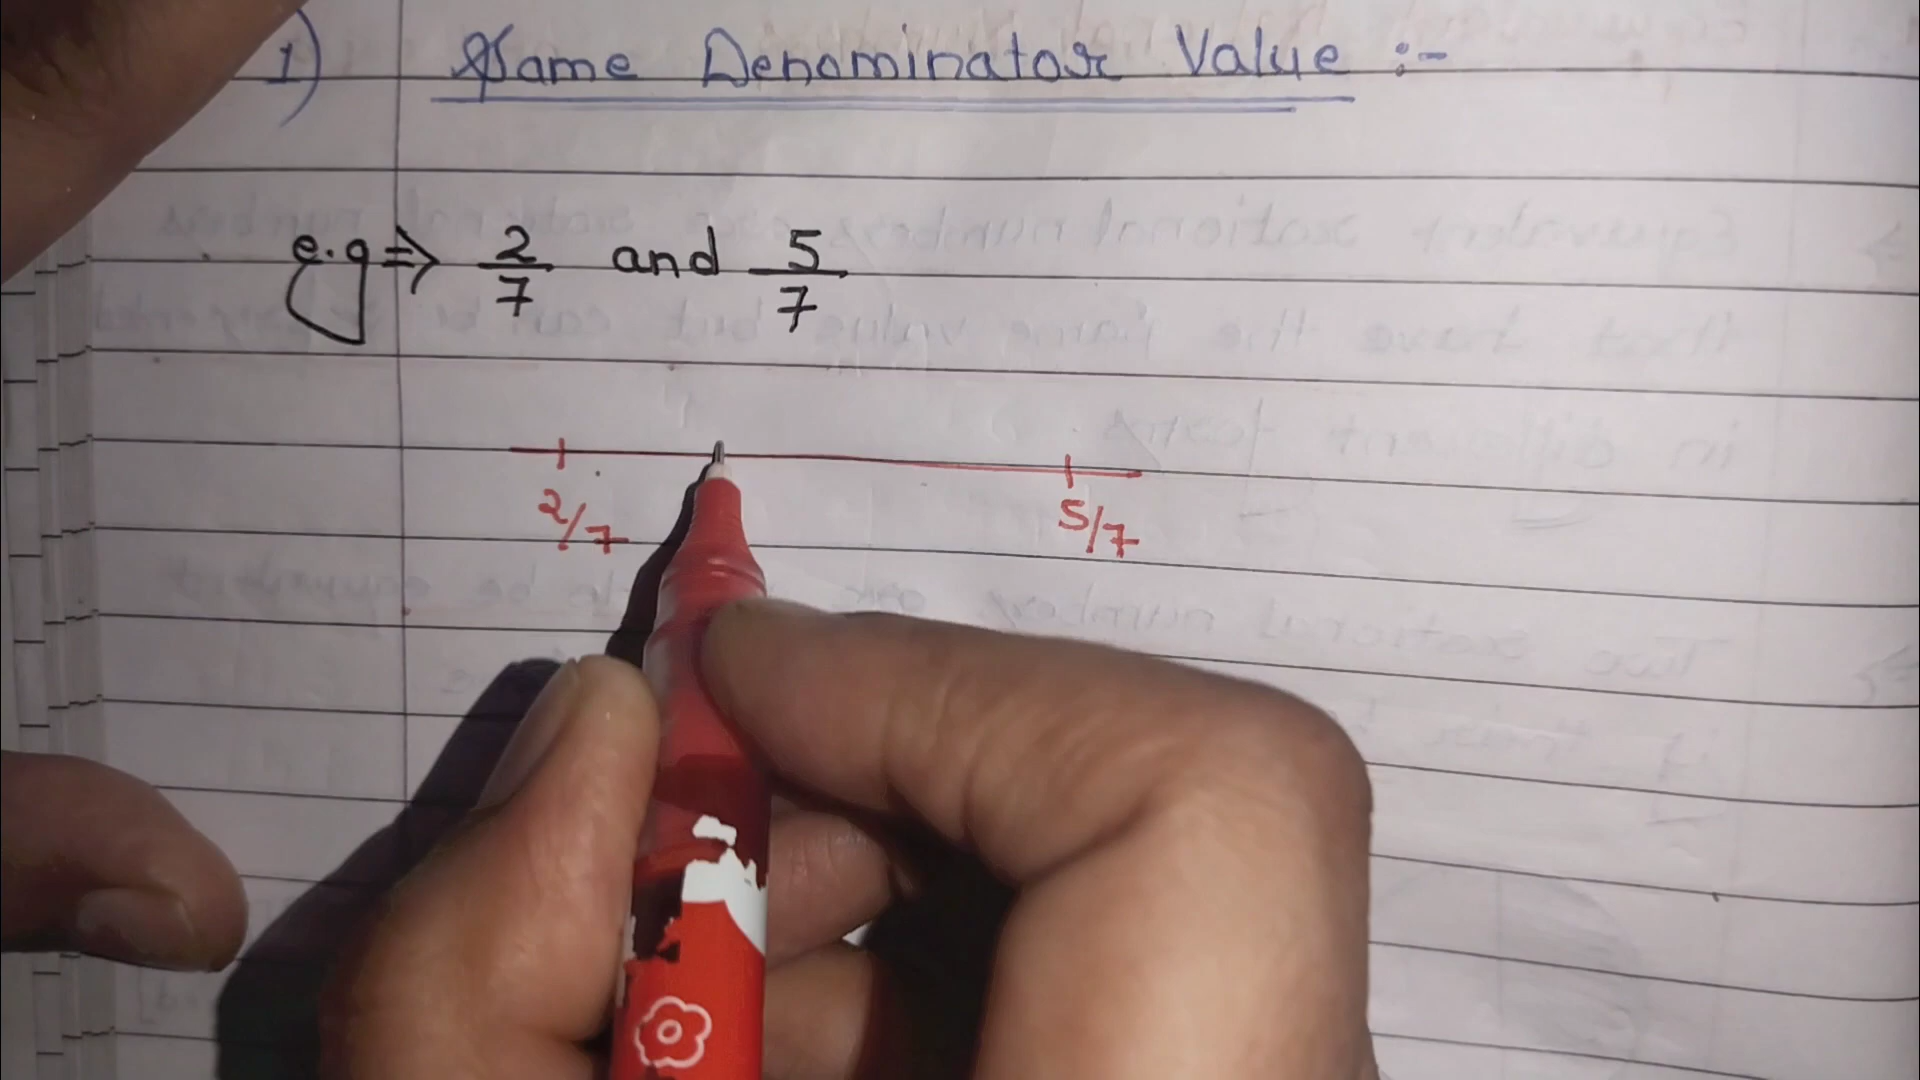 1) Same Denominator Value :-
e.g => 2/7 and 5/7
2/7 5/7